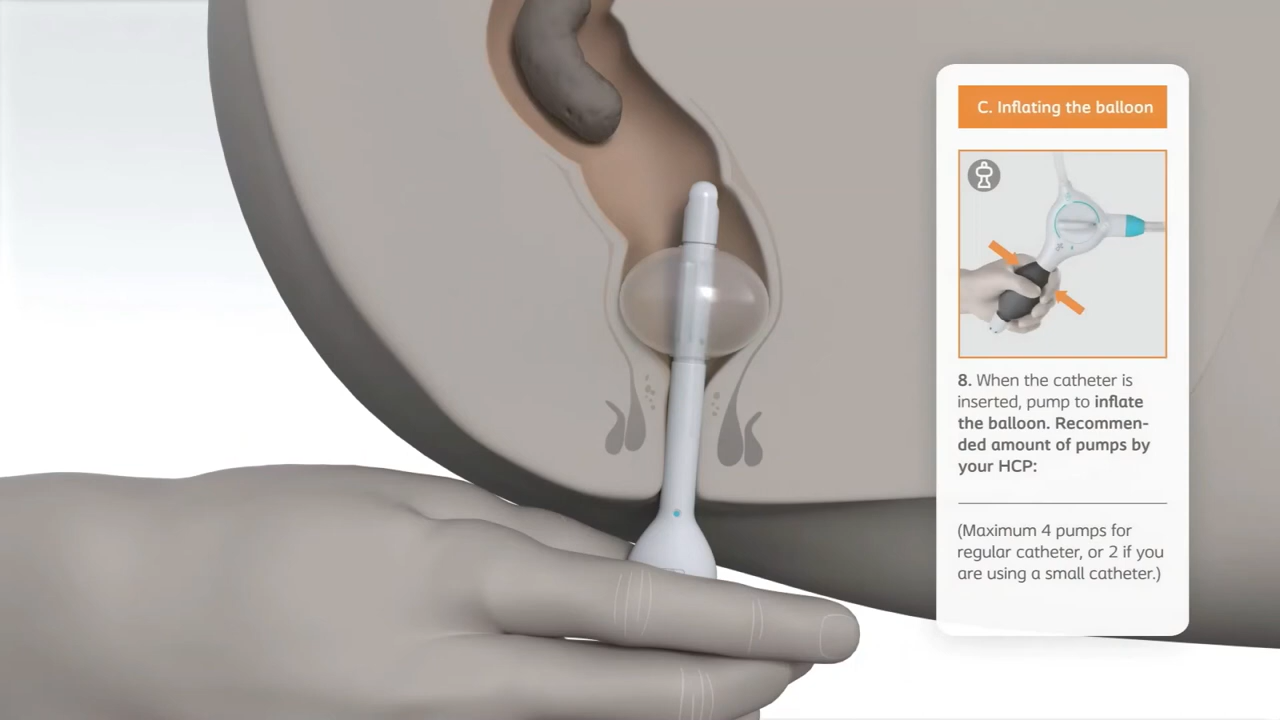 C. Inflating the balloon
8. When the catheter is
inserted, pump to inflate
the balloon. Recommen-
ded amount of pumps by
your HCP:
(Maximum 4 pumps for
regular catheter, or 2 if you
are using a small catheter.)